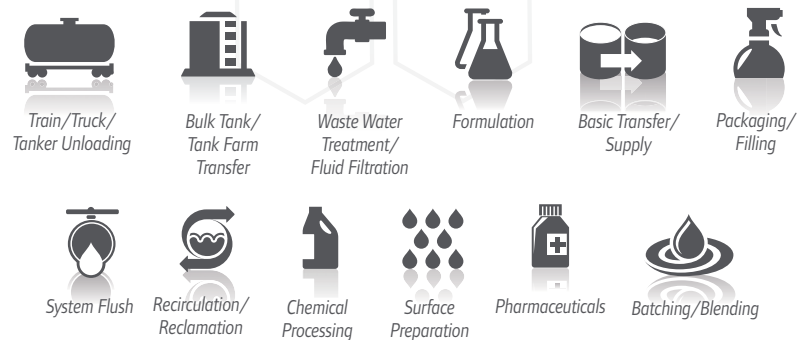 Train/Truck/
Tanker Unloading
Bulk Tank/
Tank Farm
Transfer
Waste Water
Treatment/
Fluid Filtration
Formulation
Basic Transfer/
Supply
Packaging/
Filling
System Flush
Recirculation/
Reclamation
Chemical
Processing
Surface
Preparation
Pharmaceuticals
Batching/Blending